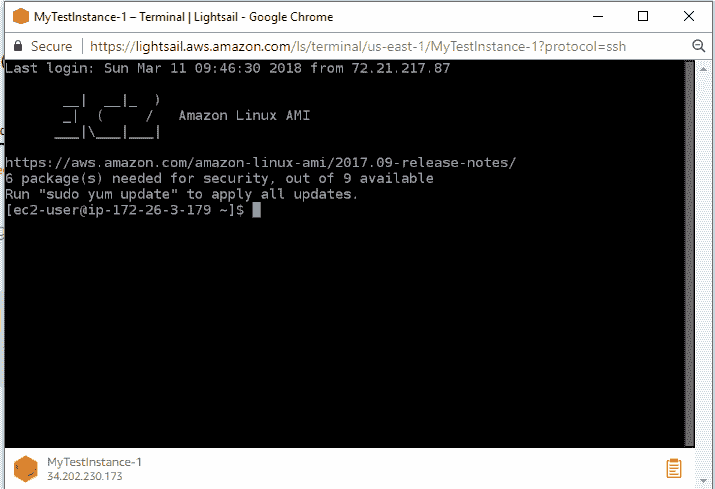 MyTestInstance-1 – Terminal | Lightsail - Google Chrome
Secure https://lightsail.aws.amazon.com/ls/terminal/us-east-1/MyTestInstance-1?protocol=ssh
Last login: Sun Mar 11 09:46:30 2018 from 72.21.217.87
__|  __|_  )
_|  (     /   Amazon Linux AMI
___|\___|___|
https://aws.amazon.com/amazon-linux-ami/2017.09-release-notes/
6 package(s) needed for security, out of 9 available
Run "sudo yum update" to apply all updates.
[ec2-user@ip-172-26-3-179 ~]$
MyTestInstance-1
34.202.230.173